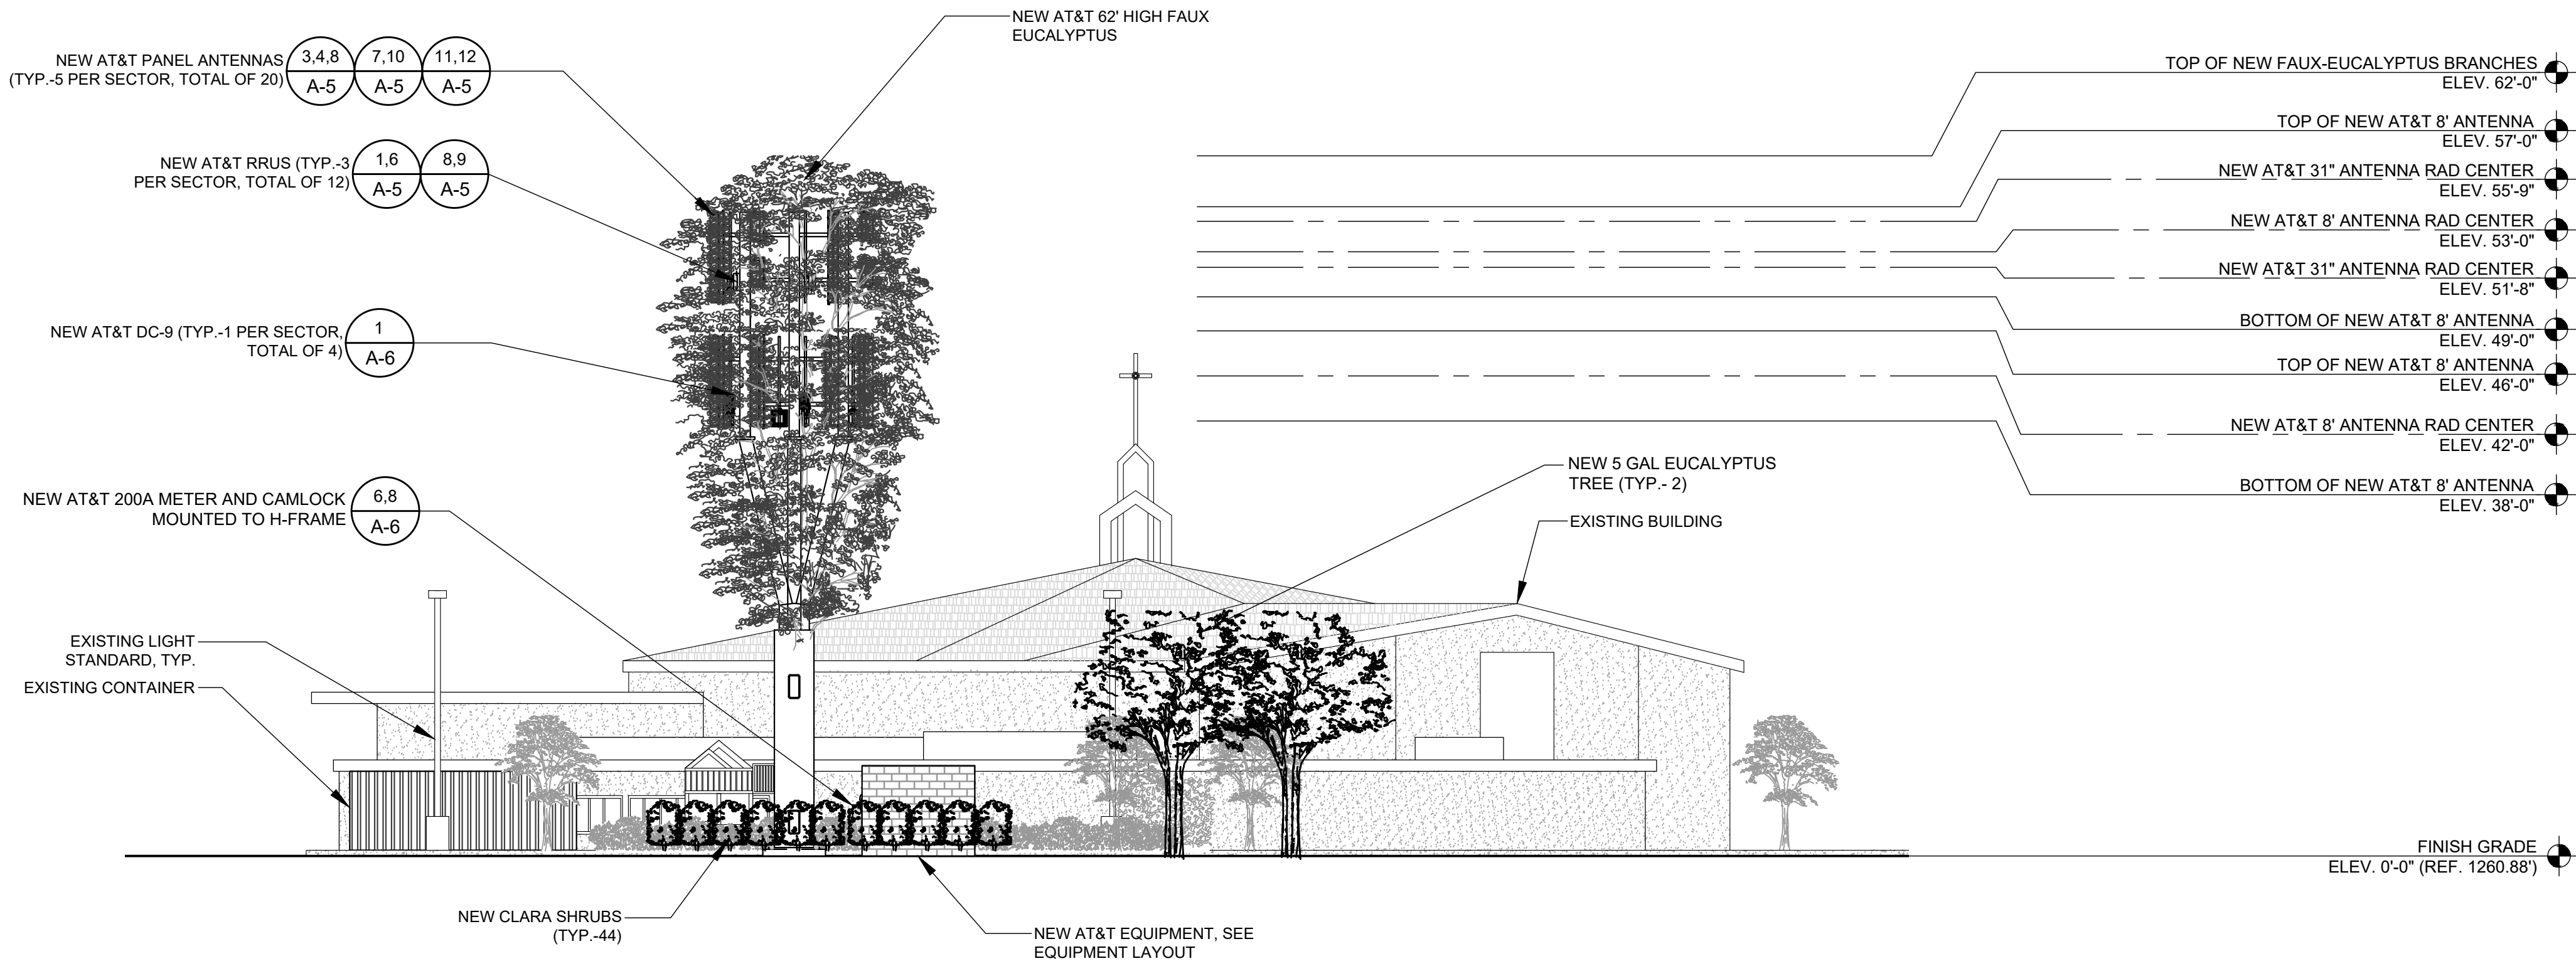 NEW AT&T 62' HIGH FAUX
EUCALYPTUS
NEW AT&T PANEL ANTENNAS
(TYP.-5 PER SECTOR, TOTAL OF 20)
3,4,8
A-5
7,10
A-5
11,12
A-5
NEW AT&T RRUS (TYP.-3
PER SECTOR, TOTAL OF 12)
1,6
A-5
8,9
A-5
NEW AT&T DC-9 (TYP.-1 PER SECTOR,
TOTAL OF 4)
1
A-6
NEW AT&T 200A METER AND CAMLOCK
MOUNTED TO H-FRAME
6,8
A-6
EXISTING LIGHT
STANDARD, TYP.
EXISTING CONTAINER
NEW CLARA SHRUBS
(TYP.-44)
NEW AT&T EQUIPMENT, SEE
EQUIPMENT LAYOUT
NEW 5 GAL EUCALYPTUS
TREE (TYP.- 2)
EXISTING BUILDING
TOP OF NEW FAUX-EUCALYPTUS BRANCHES
ELEV. 62'-0"
TOP OF NEW AT&T 8' ANTENNA
ELEV. 57'-0"
NEW AT&T 31" ANTENNA RAD CENTER
ELEV. 55'-9"
NEW AT&T 8' ANTENNA RAD CENTER
ELEV. 53'-0"
NEW AT&T 31" ANTENNA RAD CENTER
ELEV. 51'-8"
BOTTOM OF NEW AT&T 8' ANTENNA
ELEV. 49'-0"
TOP OF NEW AT&T 8' ANTENNA
ELEV. 46'-0"
NEW AT&T 8' ANTENNA RAD CENTER
ELEV. 42'-0"
BOTTOM OF NEW AT&T 8' ANTENNA
ELEV. 38'-0"
FINISH GRADE
ELEV. 0'-0" (REF. 1260.88')